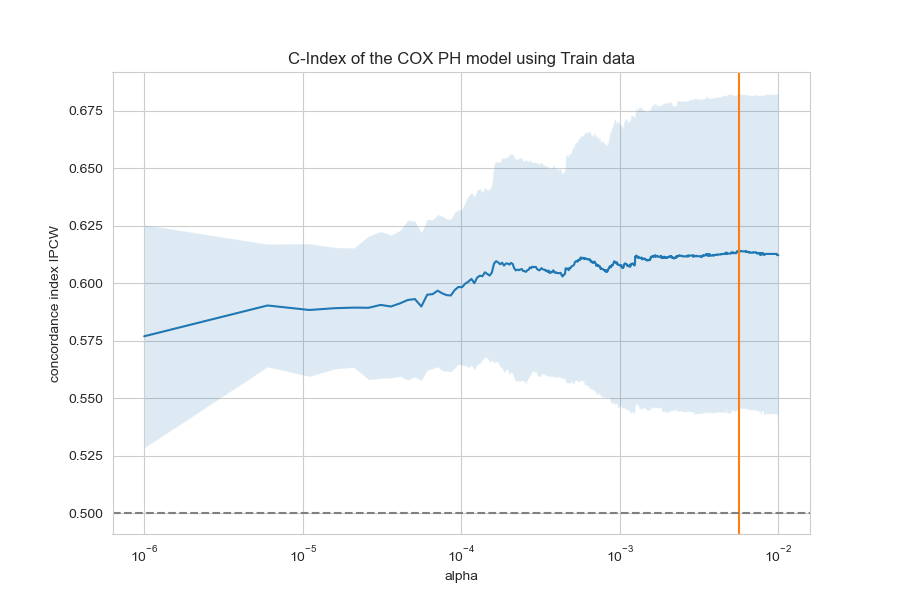 C-Index of the COX PH model using Train data
concordance index IPCW
0.675
0.650
0.625
0.600
0.575
0.550
0.525
0.500
10⁻⁶ 10⁻⁵ 10⁻⁴ 10⁻³ 10⁻²
alpha